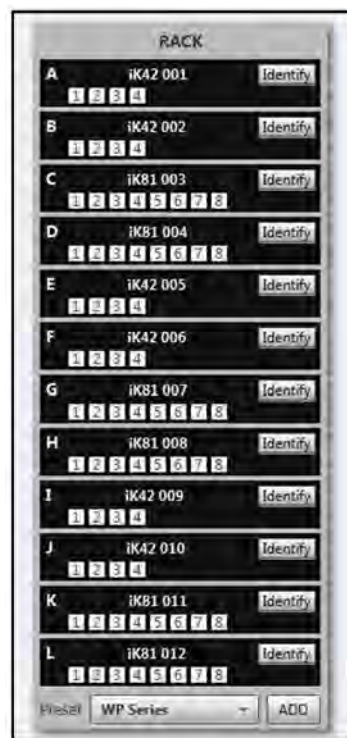 RACK
A iK42 001 Identify
1 2 3 4
B iK42 002 Identify
1 2 3 4
C iK81 003 Identify
1 2 3 4 5 6 7 8
D iK81 004 Identify
1 2 3 4 5 6 7 8
E iK42 005 Identify
1 2 3 4
F iK42 006 Identify
1 2 3 4
G iK81 007 Identify
1 2 3 4 5 6 7 8
H iK81 008 Identify
1 2 3 4 5 6 7 8
I iK42 009 Identify
1 2 3 4
J iK42 010 Identify
1 2 3 4
K iK81 011 Identify
1 2 3 4 5 6 7 8
L iK81 012 Identify
1 2 3 4 5 6 7 8
Preset WP Series ADD